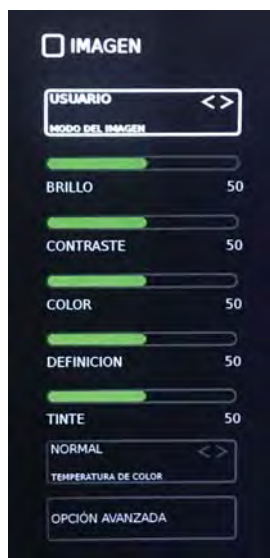 IMAGEN
USUARIO < >
MODO DEL IMAGEN
BRILLO 50
CONTRASTE 50
COLOR 50
DEFINICION 50
TINTE 50
NORMAL < >
TEMPERATURA DE COLOR
OPCIÓN AVANZADA